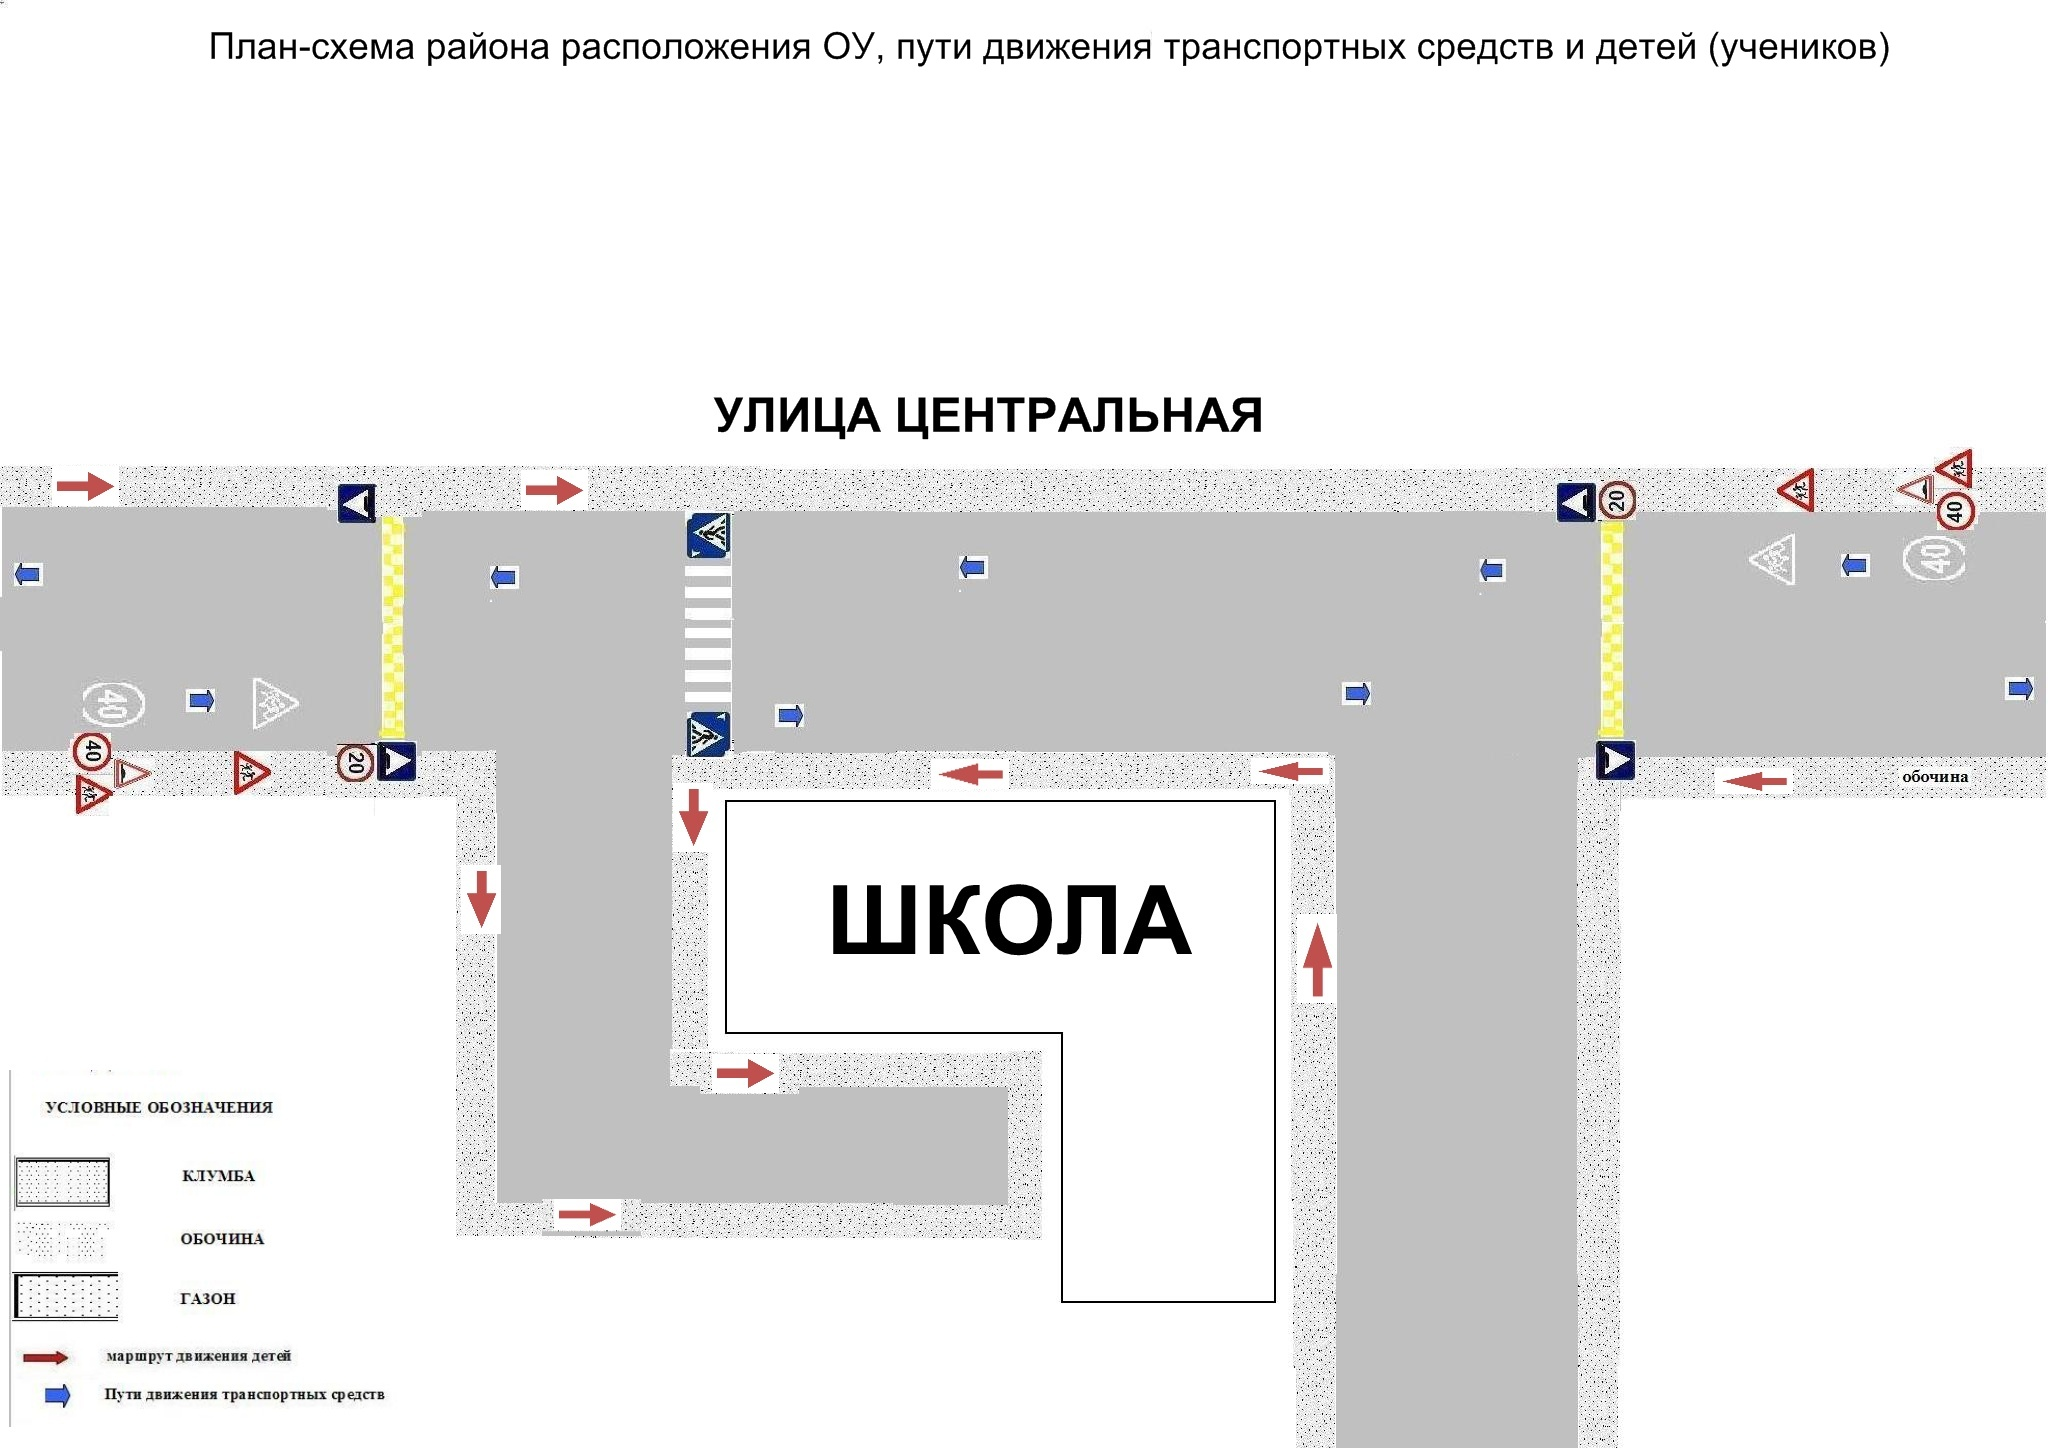 План-схема района расположения ОУ, пути движения транспортных средств и детей (учеников)
УЛИЦА ЦЕНТРАЛЬНАЯ
20
40
40
40
40
20
обочина
ШКОЛА
УСЛОВНЫЕ ОБОЗНАЧЕНИЯ
КЛУМБА
ОБОЧИНА
ГАЗОН
маршрут движения детей
Пути движения транспортных средств